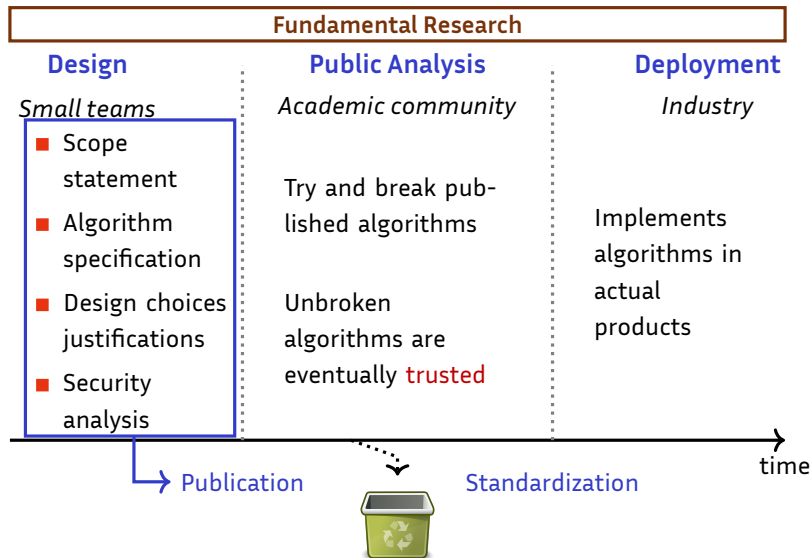 Fundamental Research
Design
Small teams
Scope
statement
Algorithm
specification
Design choices
justifications
Security
analysis
Public Analysis
Academic community
Try and break pub-
lished algorithms
Unbroken
algorithms are
eventually trusted
Deployment
Industry
Implements
algorithms in
actual
products
time
Publication
Standardization